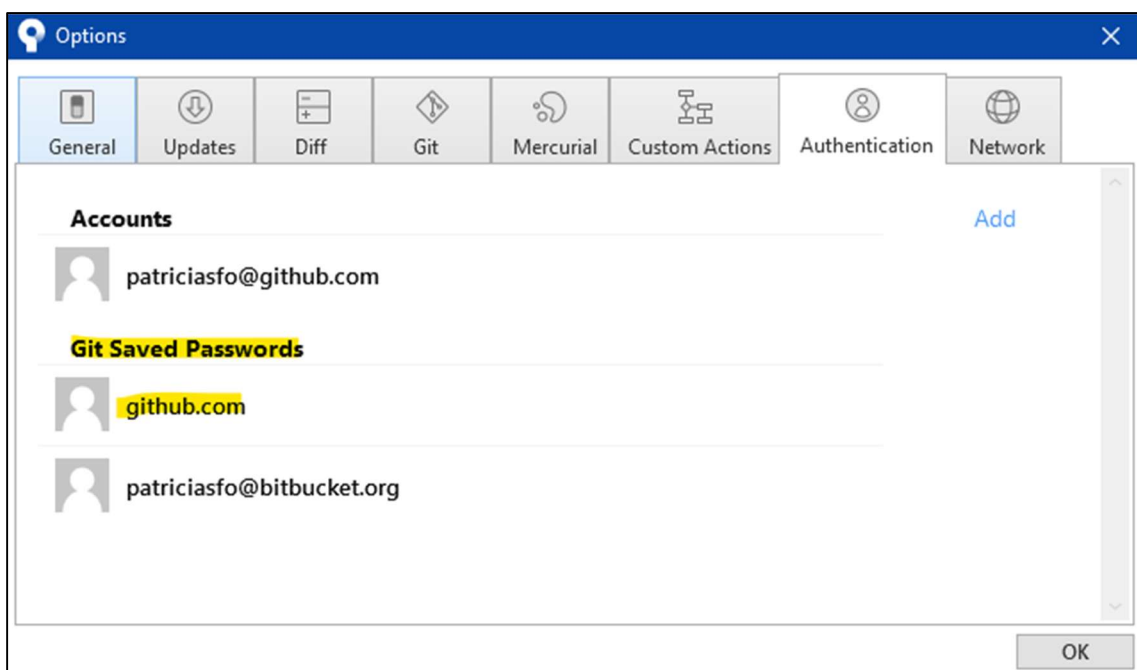 Options
General Updates Diff Git Mercurial Custom Actions Authentication Network
Accounts Add
patriciasfo@github.com
Git Saved Passwords
github.com
patriciasfo@bitbucket.org
OK